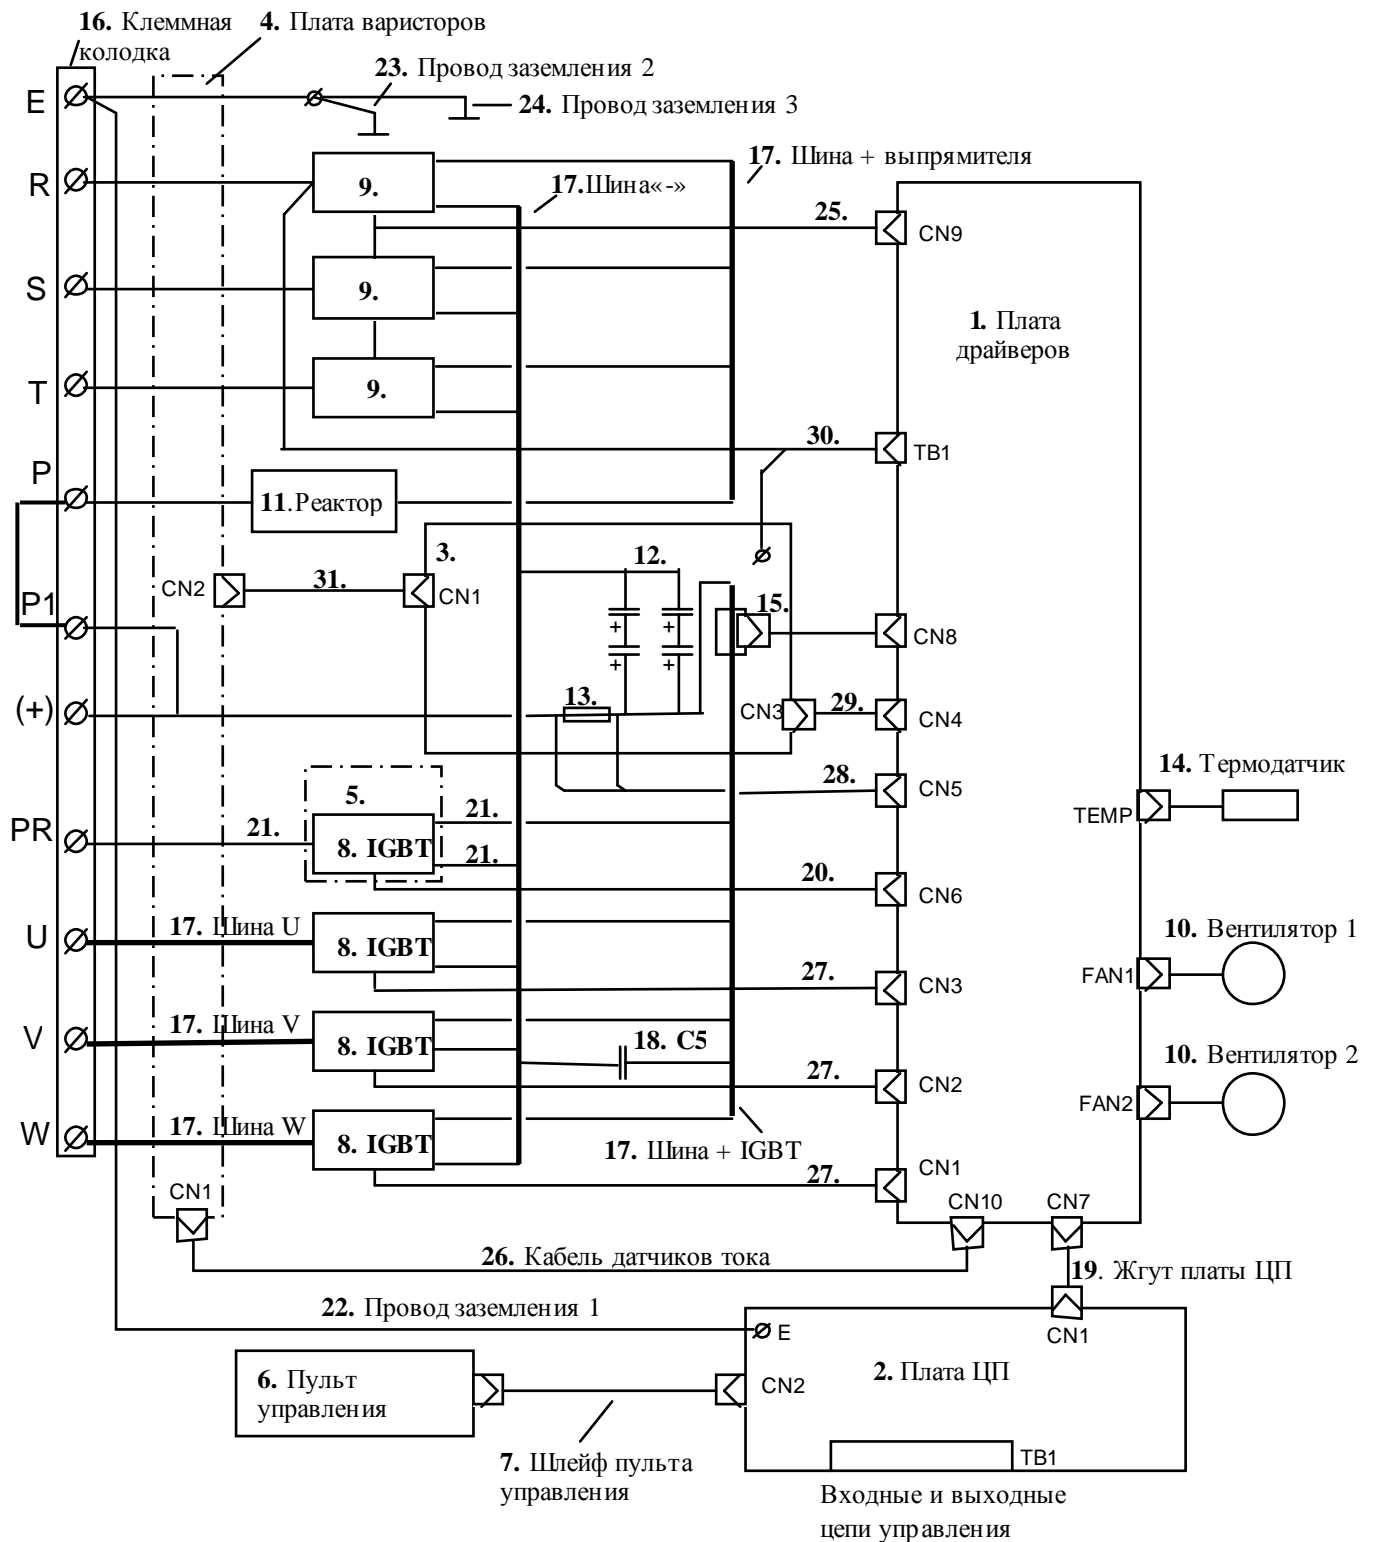 16. Клеммная
колодка
4. Плата варисторов
23. Провод заземления 2
24. Провод заземления 3
E
R
9.
17.Шина«-»
17. Шина + выпрямителя
25.
CN9
S
9.
1. Плата
драйверов
T
9.
30.
TB1
P
11.Реактор
3.
12.
CN2
31.
CN1
P1
15.
+
+
+
+
CN8
(+)
13.
CN3
29.
CN4
28.
CN5
14. Термодатчик
TEMP
5.
21.
PR
21.
8. IGBT
21.
20.
CN6
U
17. Шина U
8. IGBT
10. Вентилятор 1
FAN1
27.
CN3
V
17. Шина V
8. IGBT
18. C5
10. Вентилятор 2
27.
CN2
FAN2
W
17. Шина W
8. IGBT
17. Шина + IGBT
27.
CN1
CN1
CN10
CN7
26. Кабель датчиков тока
19. Жгут платы ЦП
22. Провод заземления 1
E
CN1
6. Пульт
управления
CN2
2. Плата ЦП
7. Шлейф пульта
управления
TB1
Входные и выходные
цепи управления